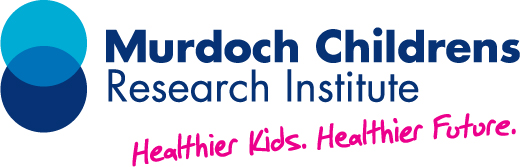 Murdoch Childrens
Research Institute
Healthier Kids. Healthier Future.